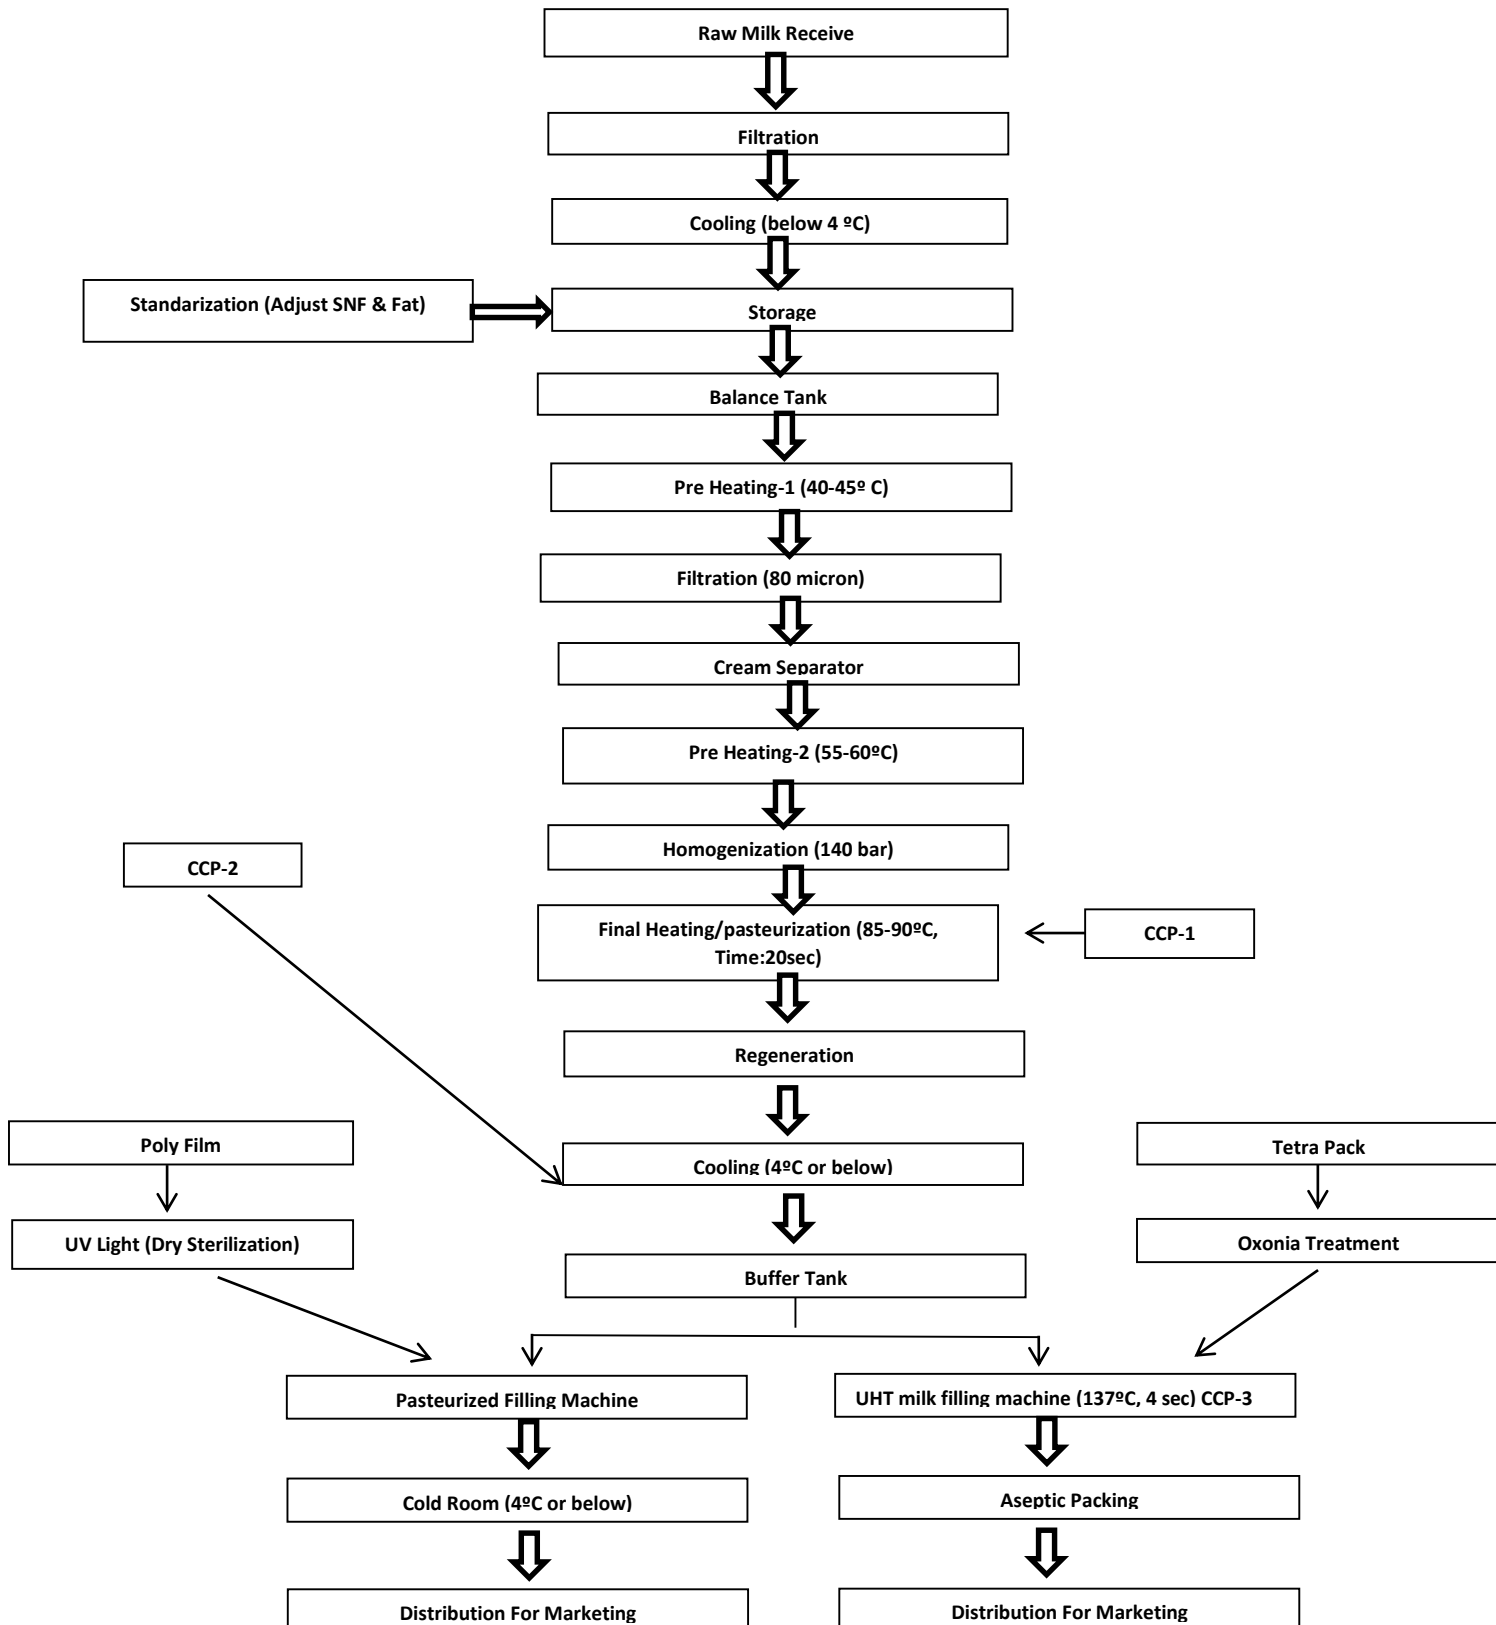 Raw Milk Receive
Filtration
Cooling (below 4 ºC)
Standarization (Adjust SNF & Fat)
Storage
Balance Tank
Pre Heating-1 (40-45º C)
Filtration (80 micron)
Cream Separator
Pre Heating-2 (55-60ºC)
Homogenization (140 bar)
CCP-2
Final Heating/pasteurization (85-90ºC,
Time:20sec)
CCP-1
Regeneration
Poly Film
Cooling (4ºC or below)
Tetra Pack
UV Light (Dry Sterilization)
Oxonia Treatment
Buffer Tank
Pasteurized Filling Machine
UHT milk filling machine (137ºC, 4 sec) CCP-3
Cold Room (4ºC or below)
Aseptic Packing
Distribution For Marketing
Distribution For Marketing